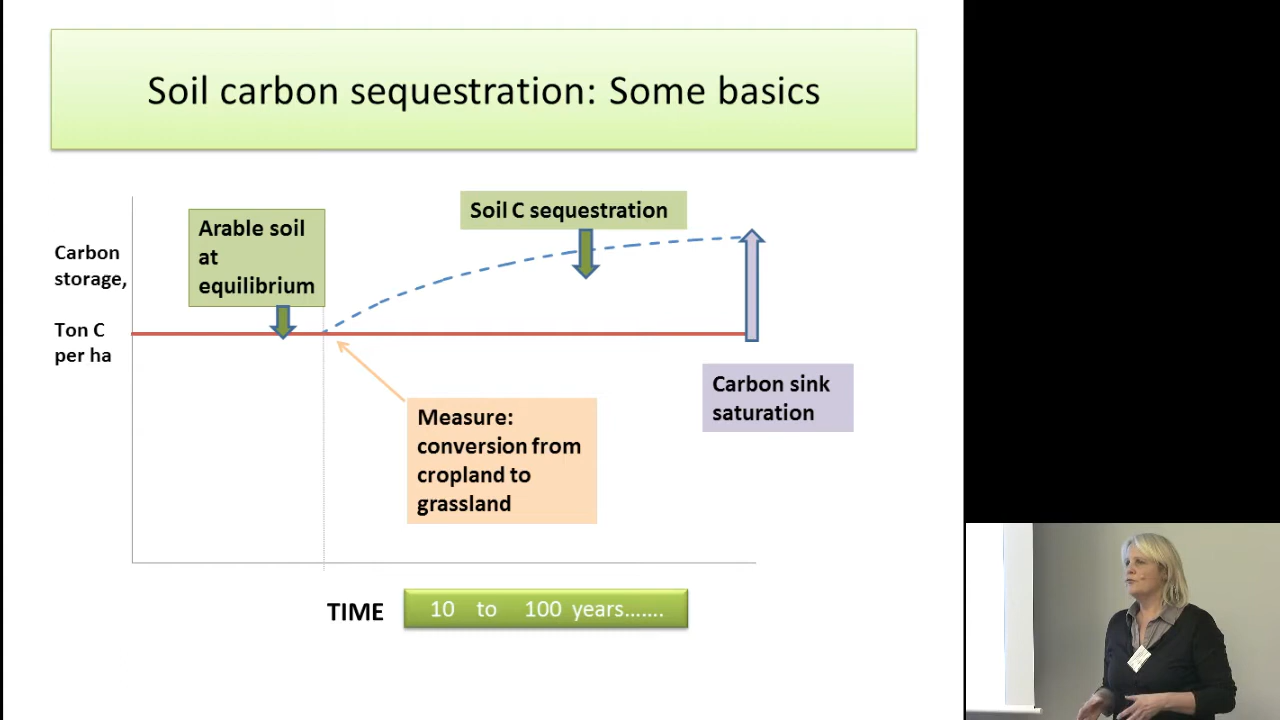 Soil carbon sequestration: Some basics
Soil C sequestration
Arable soil
at
equilibrium
Carbon
storage,
Ton C
per ha
Carbon sink
saturation
Measure:
conversion from
cropland to
grassland
TIME
10 to 100 years.......